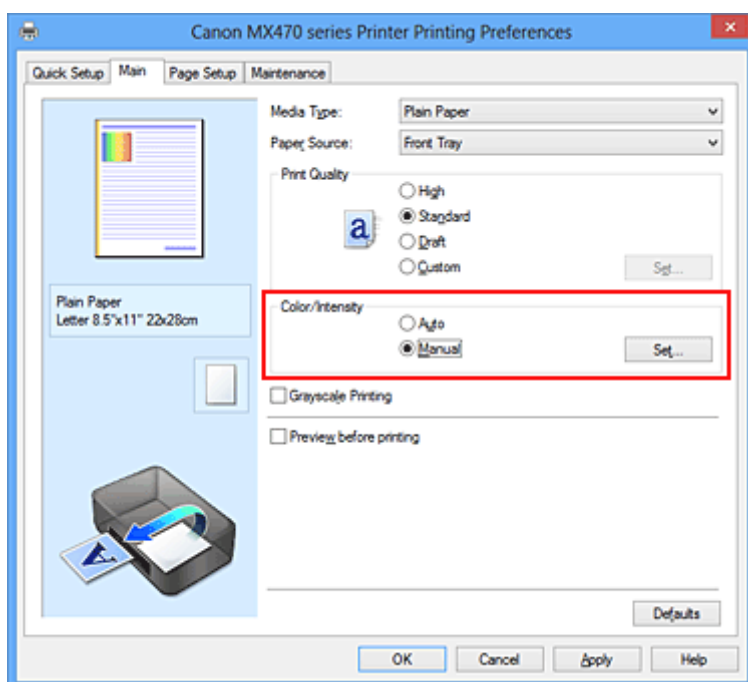 Canon MX470 series Printer Printing Preferences
Quick Setup Main Page Setup Maintenance
Media Type: Plain Paper
Paper Source: Front Tray
Print Quality
High
a Standard
Draft
Custom Set...
Plain Paper
Letter 8.5"x11" 22x28cm
Color/Intensity
Auto
Manual Set...
Grayscale Printing
Preview before printing
A
Defaults
OK Cancel Apply Help